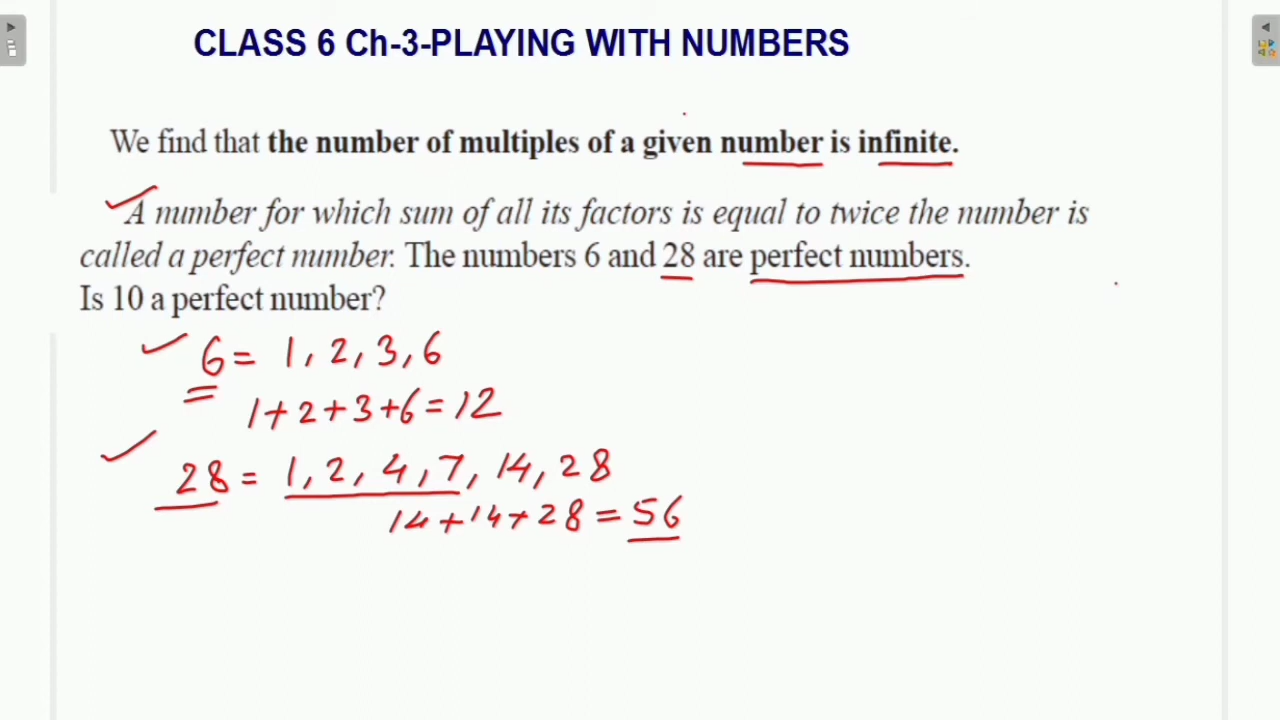 CLASS 6 Ch-3-PLAYING WITH NUMBERS
We find that the number of multiples of a given number is infinite.
A number for which sum of all its factors is equal to twice the number is
called a perfect number. The numbers 6 and 28 are perfect numbers.
Is 10 a perfect number?
6 = 1, 2, 3, 6
1+2+3+6=12
28 = 1, 2, 4, 7, 14, 28
14+14+28=56